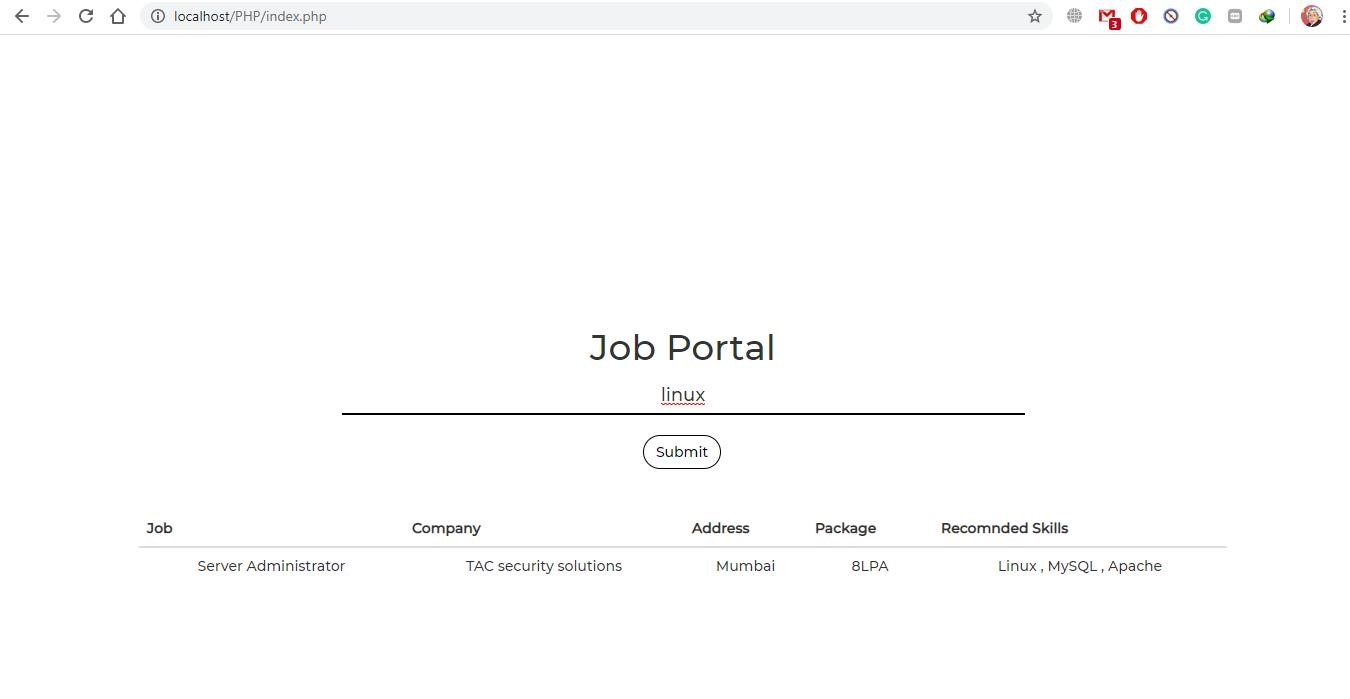 localhost/PHP/index.php
3
Job Portal
linux
Submit
Job Company Address Package Recomnded Skills
Server Administrator TAC security solutions Mumbai 8LPA Linux , MySQL , Apache